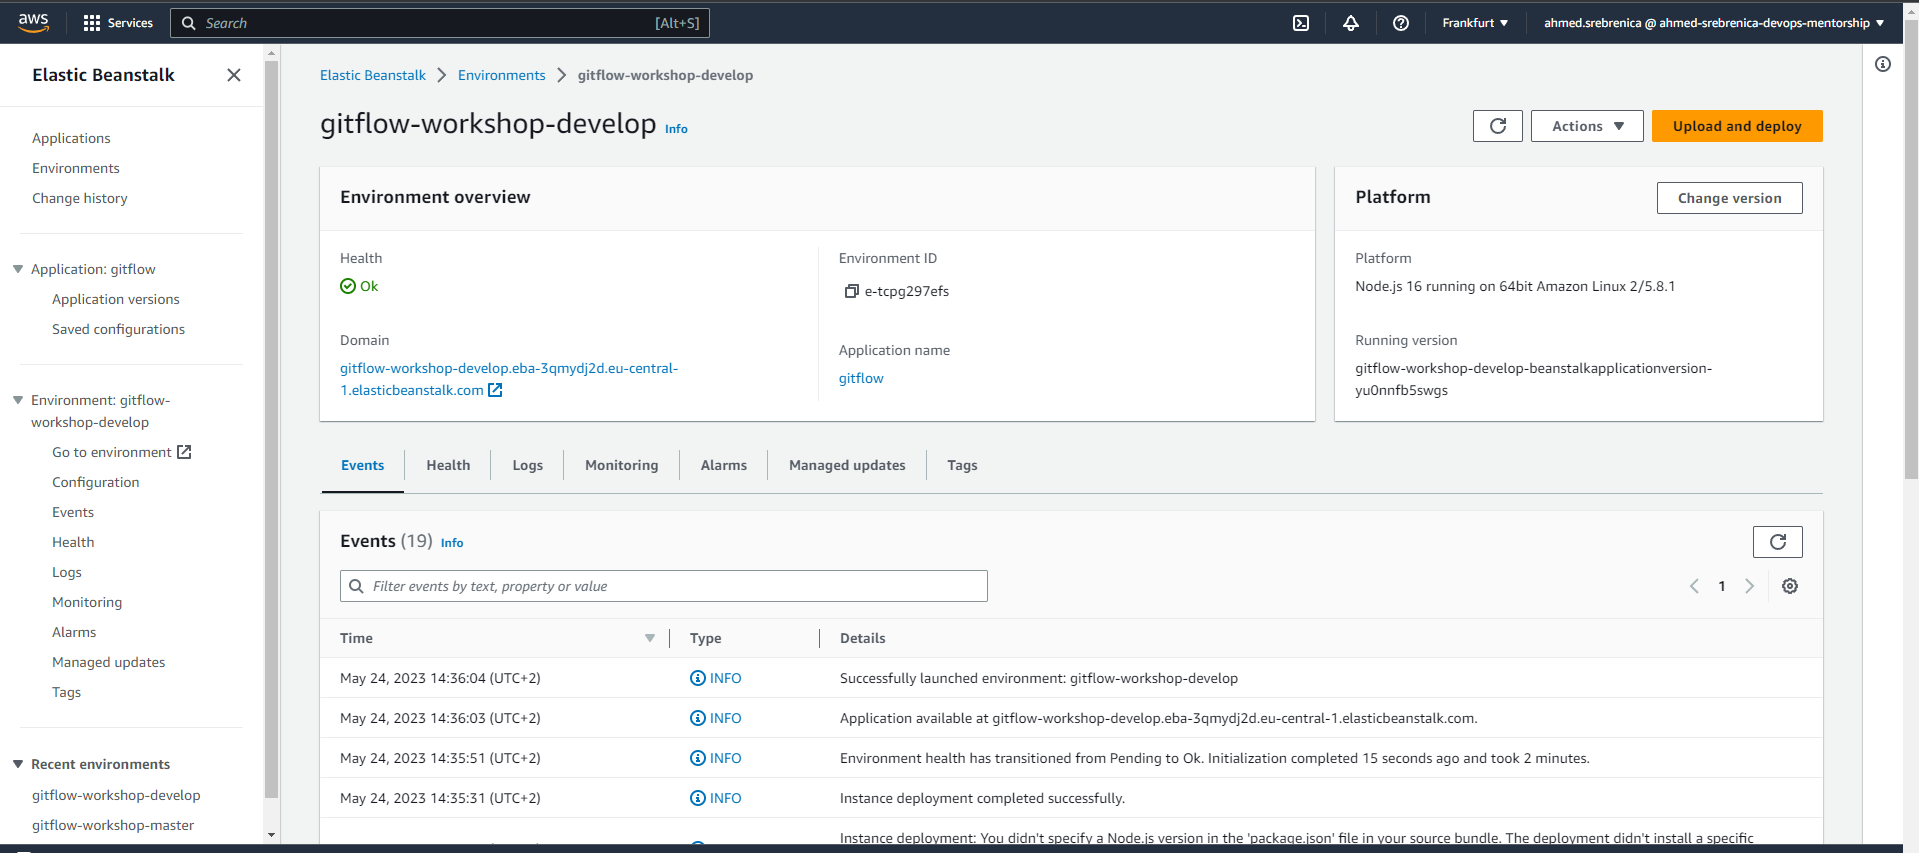 aws
Services
Search [Alt+S]
Frankfurt
ahmed.srebrenica @ ahmed-srebrenica-devops-mentorship
Elastic Beanstalk
Applications
Environments
Change history
Application: gitflow
Application versions
Saved configurations
Environment: gitflow-
workshop-develop
Go to environment
Configuration
Events
Health
Logs
Monitoring
Alarms
Managed updates
Tags
Recent environments
gitflow-workshop-develop
gitflow-workshop-master
Elastic Beanstalk > Environments > gitflow-workshop-develop
gitflow-workshop-develop Info
Actions
Upload and deploy
Environment overview
Health
Ok
Domain
gitflow-workshop-develop.eba-3qmydj2d.eu-central-
1.elasticbeanstalk.com
Environment ID
e-tcpg297efs
Application name
gitflow
Platform
Change version
Platform
Node.js 16 running on 64bit Amazon Linux 2/5.8.1
Running version
gitflow-workshop-develop-beanstalkapplicationversion-
yu0nnfb5swgs
Events Health Logs Monitoring Alarms Managed updates Tags
Events (19) Info
Filter events by text, property or value
1
Time Type Details
May 24, 2023 14:36:04 (UTC+2) INFO Successfully launched environment: gitflow-workshop-develop
May 24, 2023 14:36:03 (UTC+2) INFO Application available at gitflow-workshop-develop.eba-3qmydj2d.eu-central-1.elasticbeanstalk.com.
May 24, 2023 14:35:51 (UTC+2) INFO Environment health has transitioned from Pending to Ok. Initialization completed 15 seconds ago and took 2 minutes.
May 24, 2023 14:35:31 (UTC+2) INFO Instance deployment completed successfully.
Instance deployment: You didn't specify a Node.js version in the 'package.json' file in your source bundle. The deployment didn't install a specific